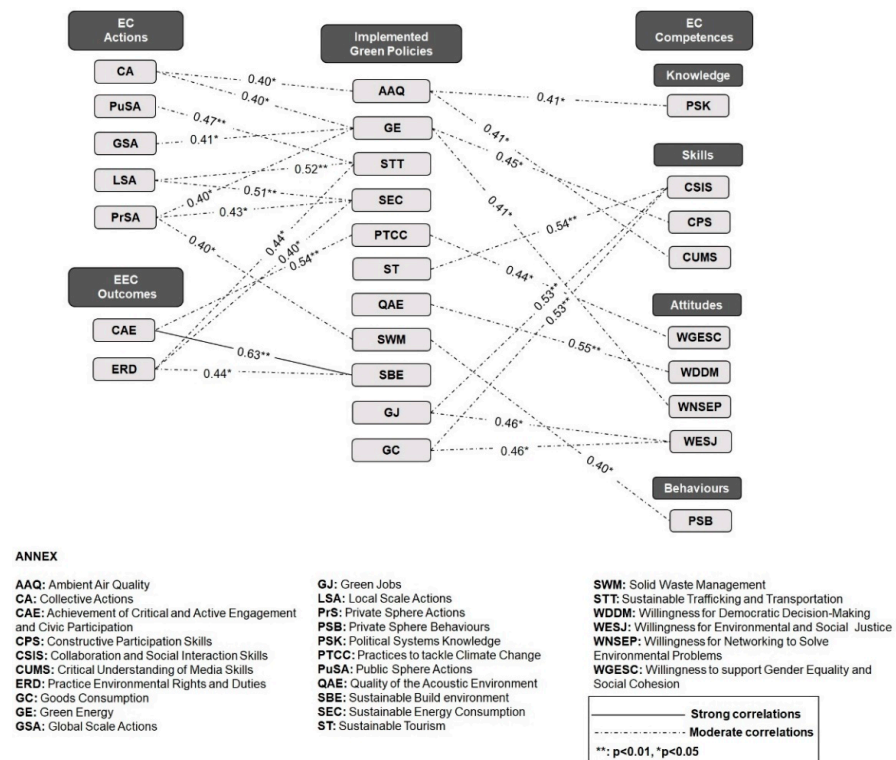 EC
Actions
CA
PuSA
GSA
LSA
PrSA
EEC
Outcomes
CAE
ERD
0.40*
0.40*
0.47**
0.41*
0.52**
0.51**
0.40*
0.43*
0.40*
0.44*
0.40*
0.54**
0.63**
0.44*
Implemented
Green Policies
AAQ
GE
STT
SEC
PTCC
ST
QAE
SWM
SBE
GJ
GC
0.41*
0.41*
0.45*
0.41*
0.54**
0.44*
0.53**
0.53**
0.55**
0.46*
0.46*
0.40*
EC
Competences
Knowledge
PSK
Skills
CSIS
CPS
CUMS
Attitudes
WGESC
WDDM
WNSEP
WESJ
Behaviours
PSB
ANNEX
AAQ: Ambient Air Quality
CA: Collective Actions
CAE: Achievement of Critical and Active Engagement
and Civic Participation
CPS: Constructive Participation Skills
CSIS: Collaboration and Social Interaction Skills
CUMS: Critical Understanding of Media Skills
ERD: Practice Environmental Rights and Duties
GC: Goods Consumption
GE: Green Energy
GSA: Global Scale Actions
GJ: Green Jobs
LSA: Local Scale Actions
PrS: Private Sphere Actions
PSB: Private Sphere Behaviours
PSK: Political Systems Knowledge
PTCC: Practices to tackle Climate Change
PuSA: Public Sphere Actions
QAE: Quality of the Acoustic Environment
SBE: Sustainable Build environment
SEC: Sustainable Energy Consumption
ST: Sustainable Tourism
SWM: Solid Waste Management
STT: Sustainable Trafficking and Transportation
WDDM: Willingness for Democratic Decision-Making
WESJ: Willingness for Environmental and Social Justice
WNSEP: Willingness for Networking to Solve
Environmental Problems
WGESC: Willingness to support Gender Equality and
Social Cohesion
Strong correlations
Moderate correlations
**: p<0.01, *p<0.05